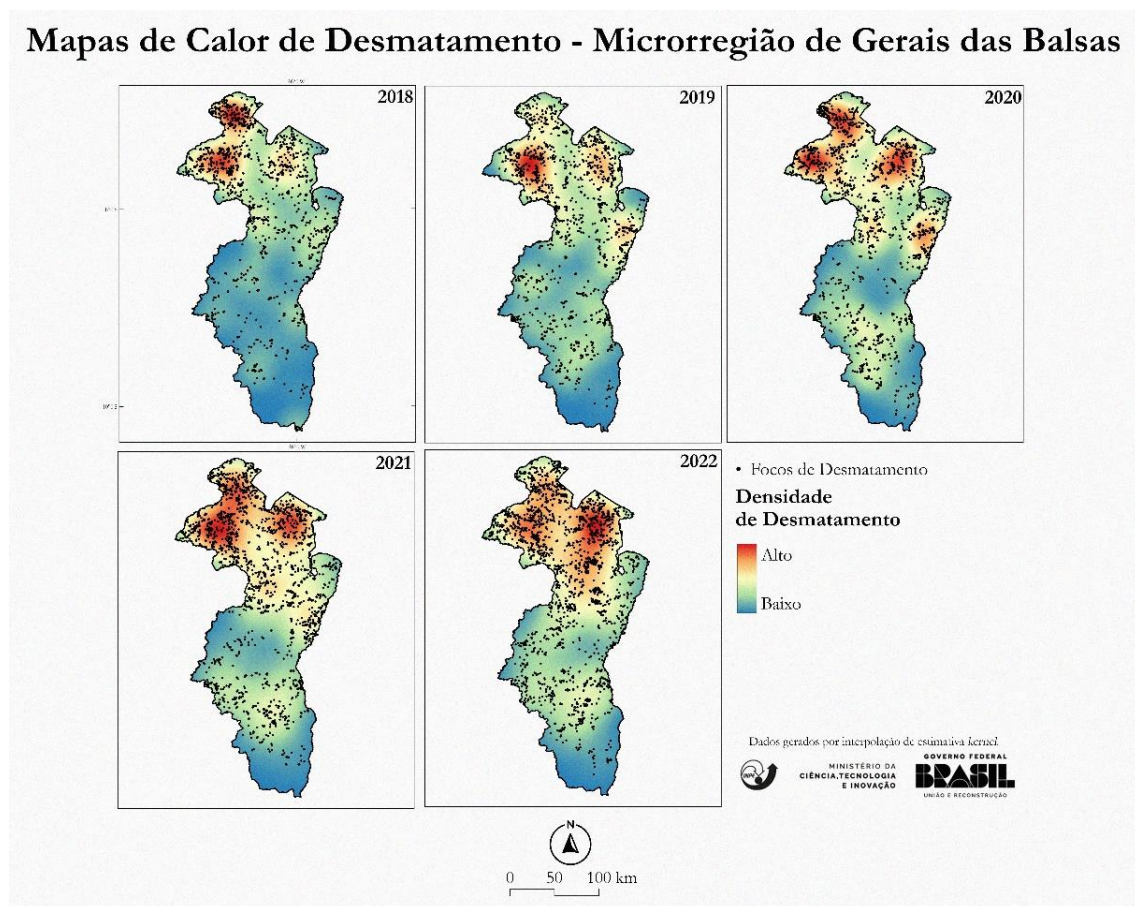 Mapas de Calor de Desmatamento - Microrregião de Gerais das Balsas
2018
2019
2020
2021
2022
• Focos de Desmatamento
Densidade
de Desmatamento
Alto
Baixo
Dados gerados por interpolação de estimativa kernel.
INPE
MINISTÉRIO DA
CIÊNCIA, TECNOLOGIA
E INOVAÇÃO
GOVERNO FEDERAL
BRASIL
UNIÃO E RECONSTRUÇÃO
N
0 50 100 km